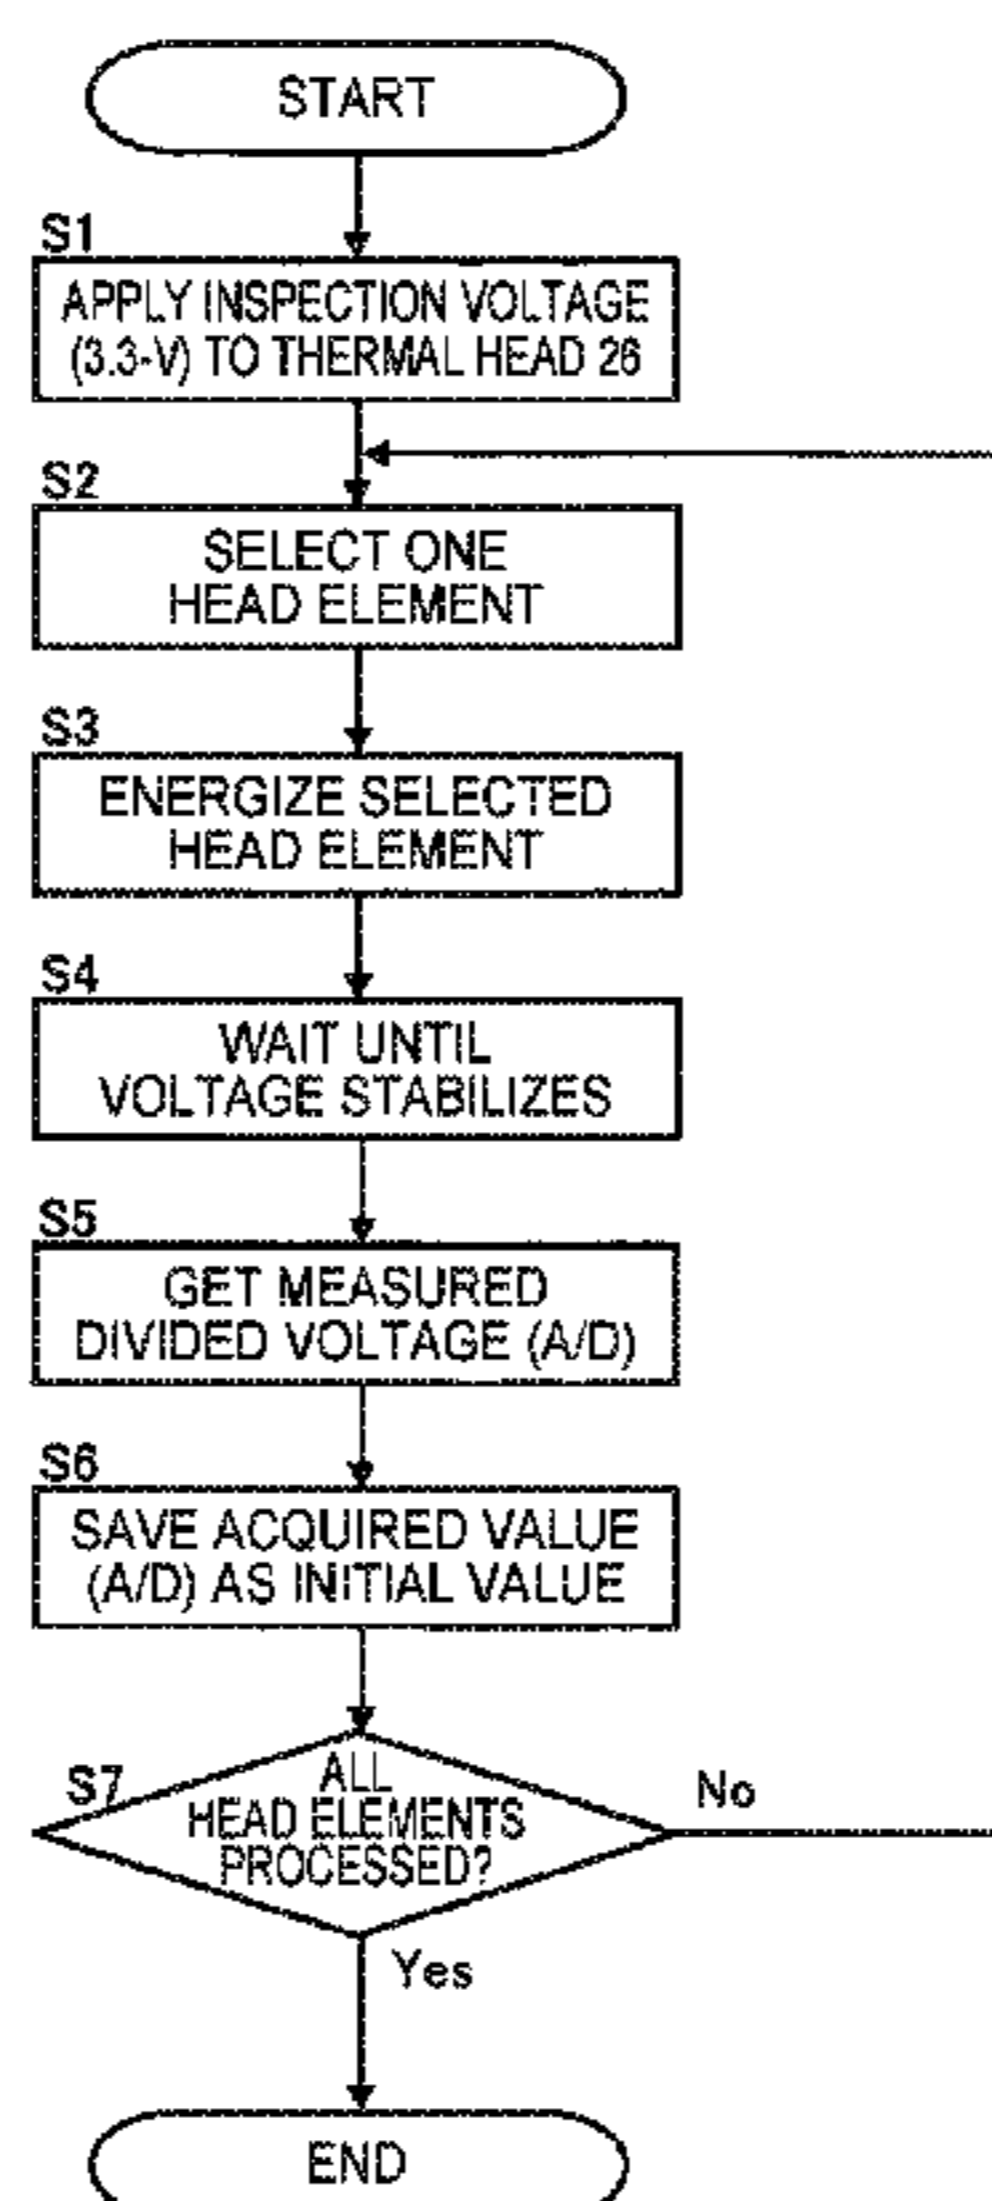 START
S1
APPLY INSPECTION VOLTAGE
(3.3-V) TO THERMAL HEAD 26
S2
SELECT ONE
HEAD ELEMENT
S3
ENERGIZE SELECTED
HEAD ELEMENT
S4
WAIT UNTIL
VOLTAGE STABILIZES
S5
GET MEASURED
DIVIDED VOLTAGE (A/D)
S6
SAVE ACQUIRED VALUE
(A/D) AS INITIAL VALUE
S7
ALL
HEAD ELEMENTS
PROCESSED?
No
Yes
END